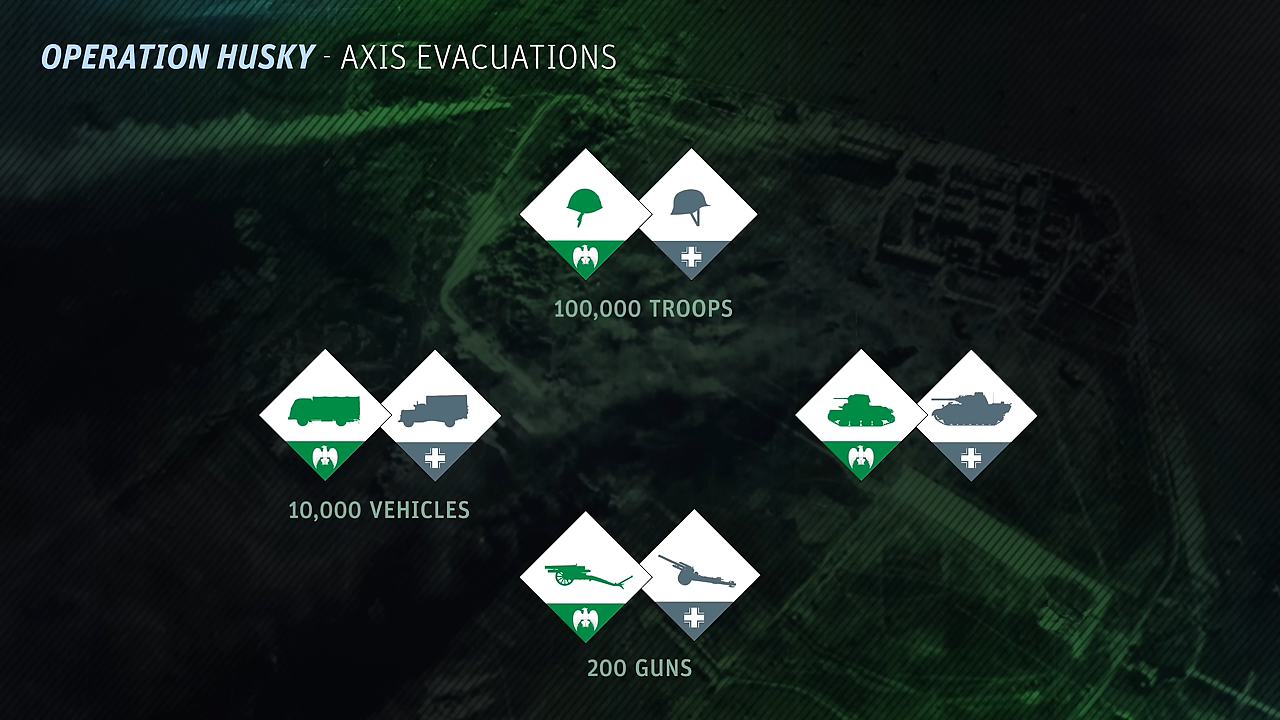 OPERATION HUSKY - AXIS EVACUATIONS
100,000 TROOPS
10,000 VEHICLES
200 GUNS